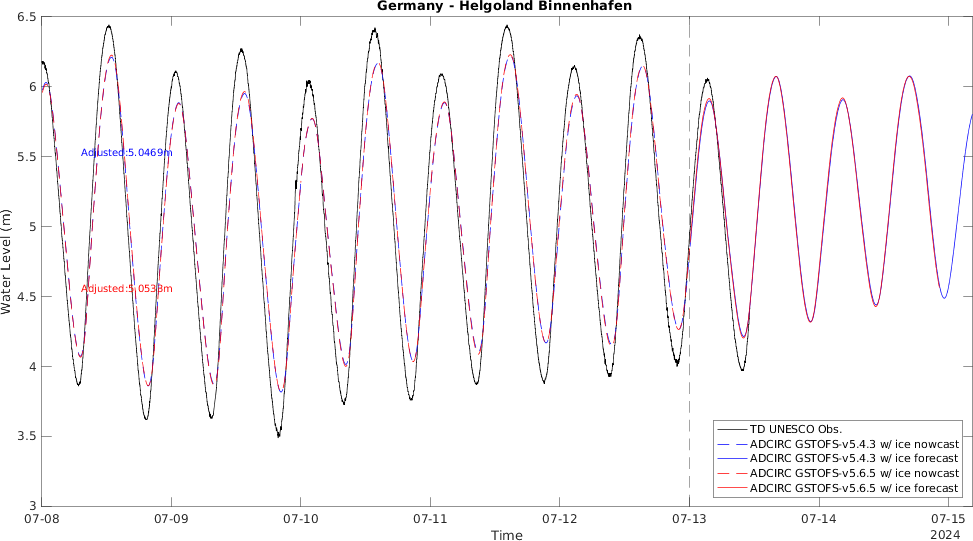 Germany - Helgoland Binnenhafen
6.5
6
5.5
5
4.5
4
3.5
3
Water Level (m)
Adjusted:5.0469m
Adjusted:5.0533m
TD UNESCO Obs.
ADCIRC GSTOFS-v5.4.3 w/ ice nowcast
ADCIRC GSTOFS-v5.4.3 w/ ice forecast
ADCIRC GSTOFS-v5.6.5 w/ ice nowcast
ADCIRC GSTOFS-v5.6.5 w/ ice forecast
07-08 07-09 07-10 07-11 07-12 07-13 07-14 07-15
Time
2024